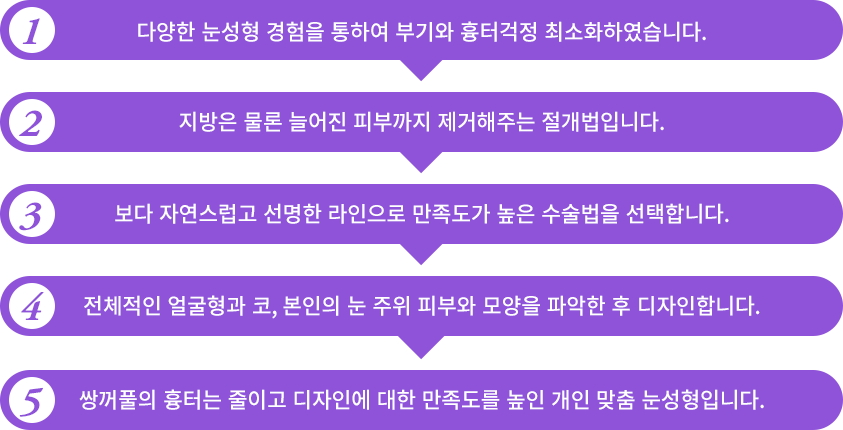 1 다양한 눈성형 경험을 통하여 부기와 흉터걱정 최소화하였습니다.
2 지방은 물론 늘어진 피부까지 제거해주는 절개법입니다.
3 보다 자연스럽고 선명한 라인으로 만족도가 높은 수술법을 선택합니다.
4 전체적인 얼굴형과 코, 본인의 눈 주위 피부와 모양을 파악한 후 디자인합니다.
5 쌍꺼풀의 흉터는 줄이고 디자인에 대한 만족도를 높인 개인 맞춤 눈성형입니다.